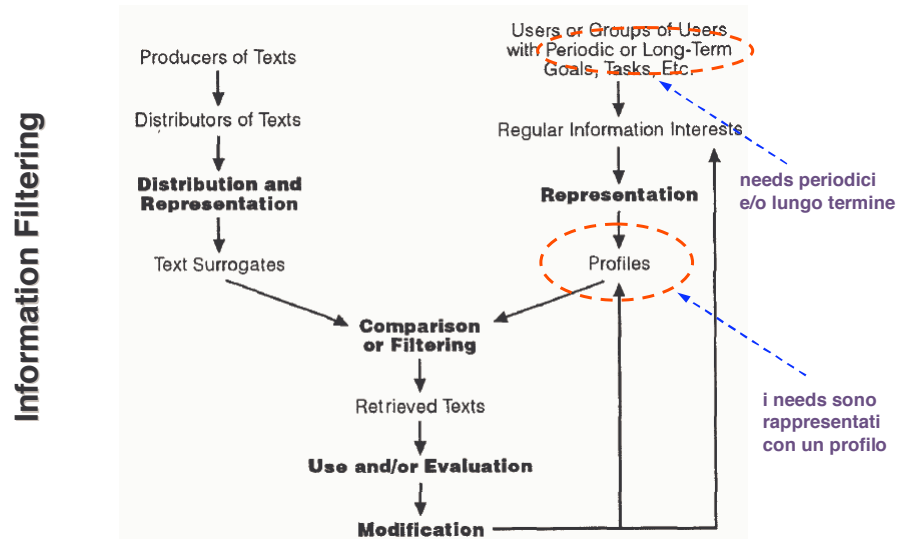 Information Filtering
Producers of Texts
Distributors of Texts
Distribution and
Representation
Text Surrogates
Users or Groups of Users
with Periodic or Long-Term
Goals, Tasks, Etc.
Regular Information Interests
Representation
Profiles
Comparison
or Filtering
Retrieved Texts
Use and/or Evaluation
Modification
needs periodici
e/o lungo termine
i needs sono
rappresentati
con un profilo